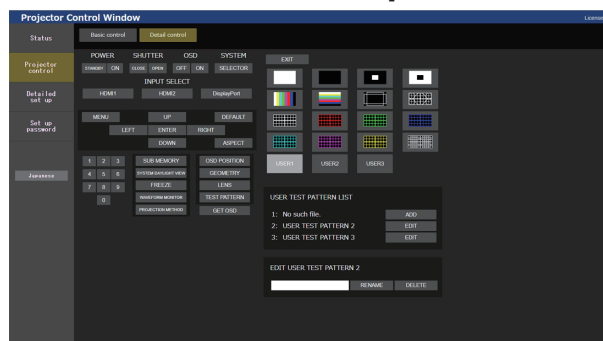 Projector Control Window
License
Status
Projector control
Detailed set up
Set up password
Japanese
Basic control
Detail control
POWER SHUTTER OSD SYSTEM
STANDBY ON CLOSE OPEN OFF ON SELECTOR
INPUT SELECT
HDMI1 HDMI2 DisplayPort
MENU UP DEFAULT
LEFT ENTER RIGHT
DOWN ASPECT
1 2 3 SUB MEMORY OSD POSITION
4 5 6 SYSTEM DAYLIGHT VIEW GEOMETRY
7 8 9 FREEZE LENS
0 WAVEFORM MONITOR TEST PATTERN
PROJECTION METHOD GET OSD
EXIT
USER1 USER2 USER3
USER TEST PATTERN LIST
1: No such file. ADD
2: USER TEST PATTERN 2 EDIT
3: USER TEST PATTERN 3 EDIT
EDIT USER TEST PATTERN 2
RENAME DELETE